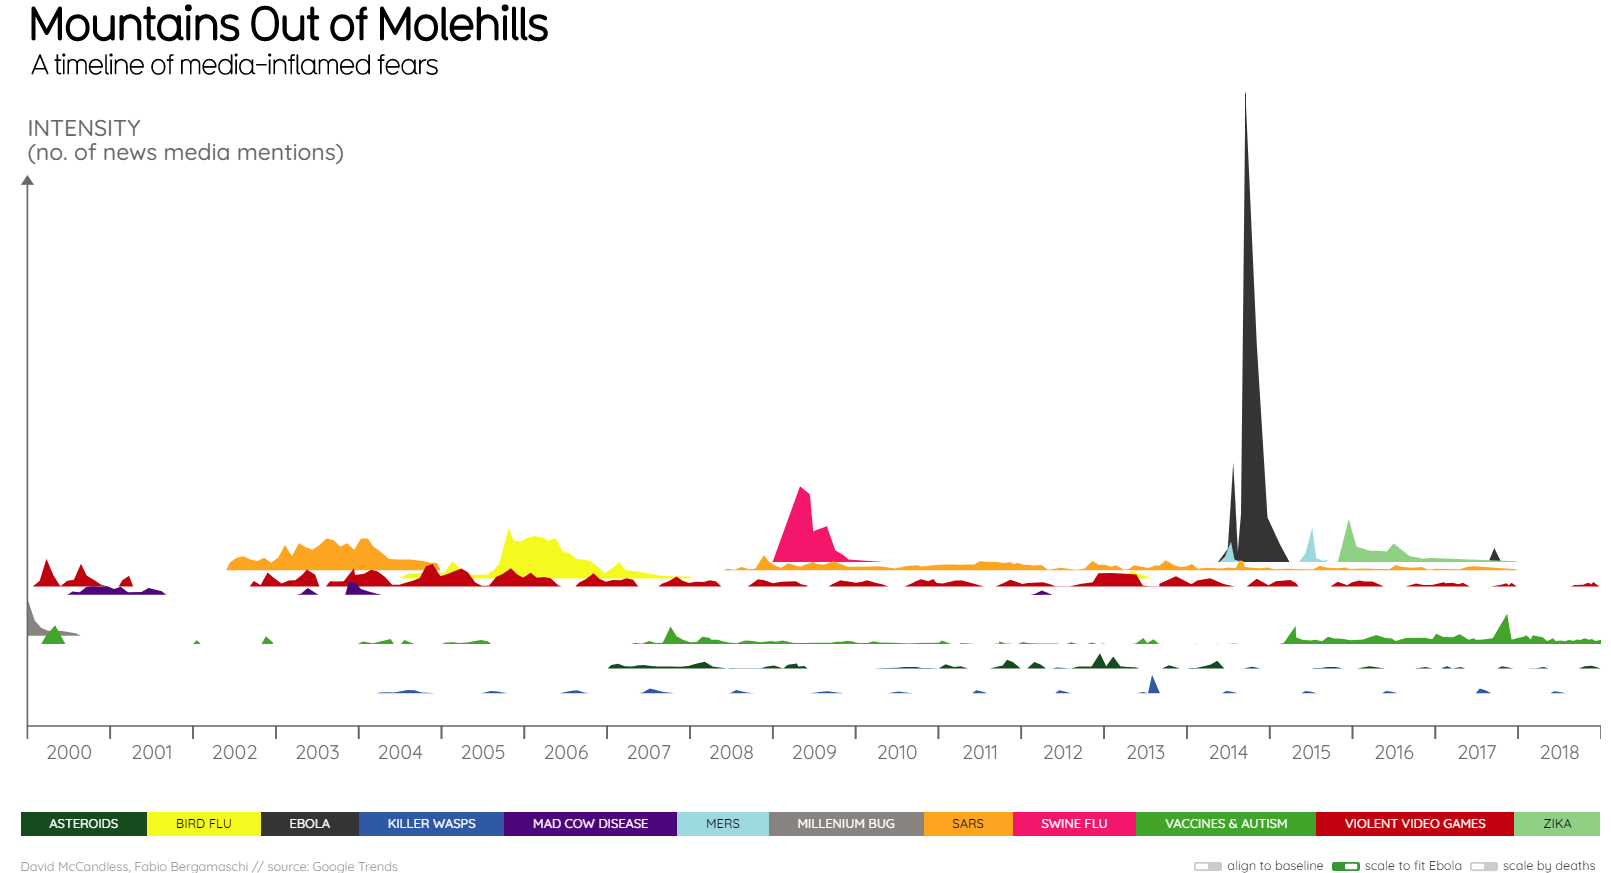 Mountains Out of Molehills
A timeline of media-inflamed fears
INTENSITY
(no. of news media mentions)
2000 2001 2002 2003 2004 2005 2006 2007 2008 2009 2010 2011 2012 2013 2014 2015 2016 2017 2018
ASTEROIDS BIRD FLU EBOLA KILLER WASPS MAD COW DISEASE MERS MILLENIUM BUG SARS SWINE FLU VACCINES & AUTISM VIOLENT VIDEO GAMES ZIKA
David McCandless, Fabio Bergamaschi // source: Google Trends align to baseline scale to fit Ebola scale by deaths